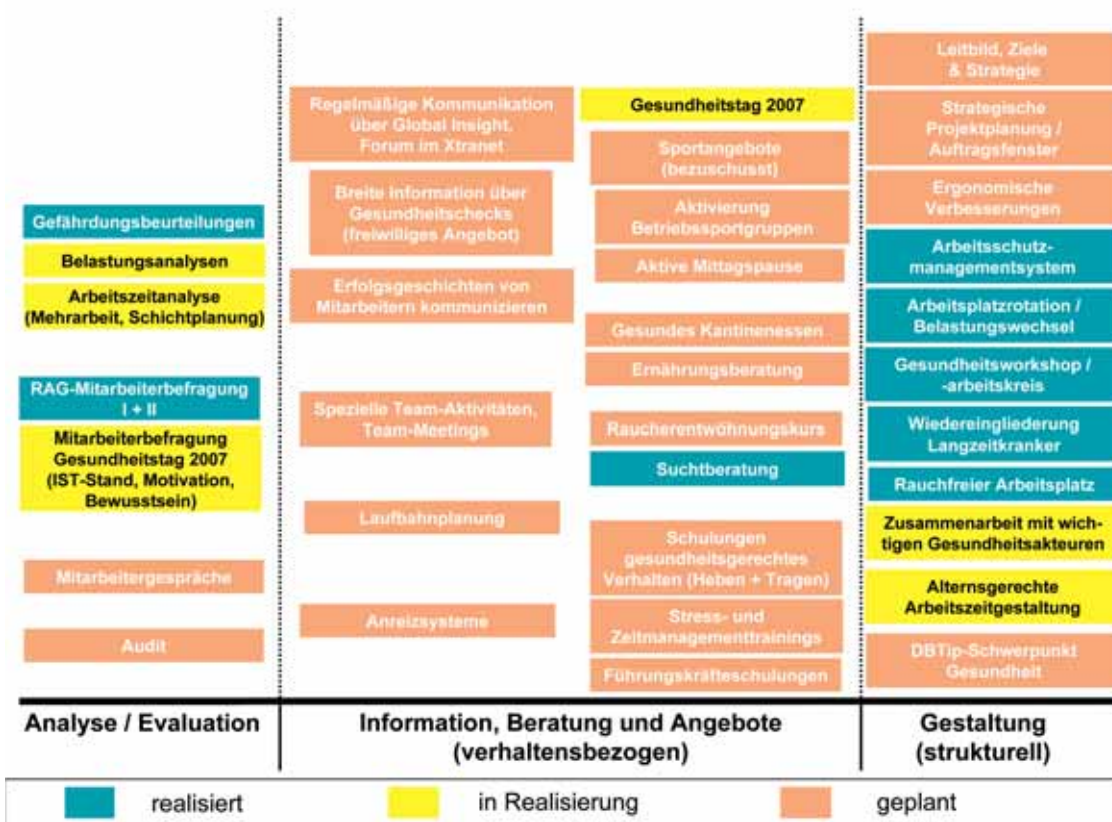 Gefährdungsbeurteilungen
Belastungsanalysen
Arbeitszeitanalyse
(Mehrarbeit, Schichtplanung)
RAG-Mitarbeiterbefragung
I + II
Mitarbeiterbefragung
Gesundheitstag 2007
(IST-Stand, Motivation,
Bewusstsein)
Mitarbeitergespräche
Audit
Analyse / Evaluation
Regelmäßige Kommunikation
über Global Insight,
Forum im Xtranet
Breite Information über
Gesundheitschecks
(freiwilliges Angebot)
Erfolgsgeschichten von
Mitarbeitern kommunizieren
Spezielle Team-Aktivitäten,
Team-Meetings
Laufbahnplanung
Anreizsysteme
Gesundheitstag 2007
Sportangebote
(bezuschusst)
Aktivierung
Betriebssportgruppen
Aktive Mittagspause
Gesundes Kantinenessen
Ernährungsberatung
Raucherentwöhnungskurs
Suchtberatung
Schulungen
gesundheitsgerechtes
Verhalten (Heben + Tragen)
Stress- und
Zeitmanagementtrainings
Führungskräfteschulungen
Information, Beratung und Angebote
(verhaltensbezogen)
Leitbild, Ziele
& Strategie
Strategische
Projektplanung /
Auftragsfenster
Ergonomische
Verbesserungen
Arbeitsschutz-
managementsystem
Arbeitsplatzrotation /
Belastungswechsel
Gesundheitsworkshop /
-arbeitskreis
Wiedereingliederung
Langzeitkranker
Rauchfreier Arbeitsplatz
Zusammenarbeit mit wich-
tigen Gesundheitsakteuren
Alternsgerechte
Arbeitszeitgestaltung
DBTip-Schwerpunkt
Gesundheit
Gestaltung
(strukturell)
realisiert
in Realisierung
geplant